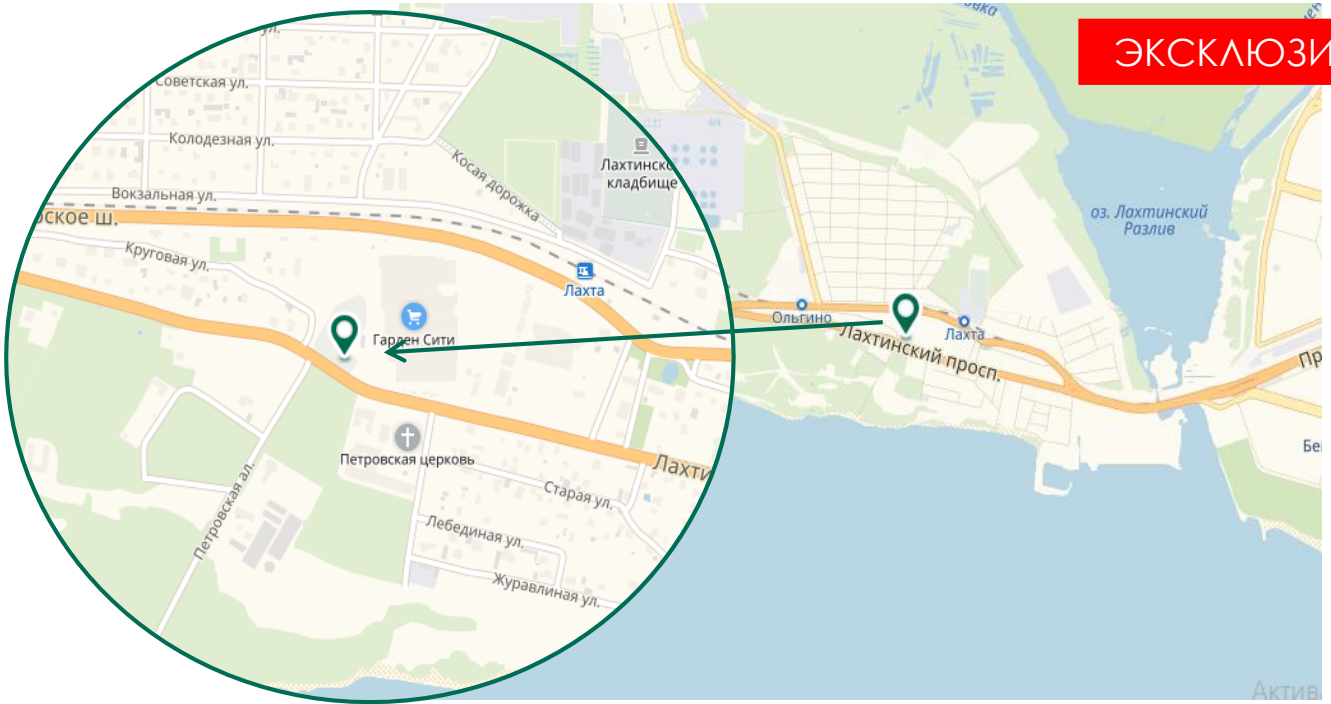 ЭКСКЛЮЗИ
ул.
Советская ул.
Колодезная ул.
Косая дорожка
Вокзальная ул.
ское ш.
Круговая ул.
Лахтинско
кладбище
Лахта
Гарден Сити
Петровская церковь
Лахти
Старая ул.
Лебединая ул.
Журавлиная ул.
Петровская ал.
вка
оз. Лахтинский
Разлив
Ольгино
Лахта
Лахтинский просп.
Пр
Бе
Актива